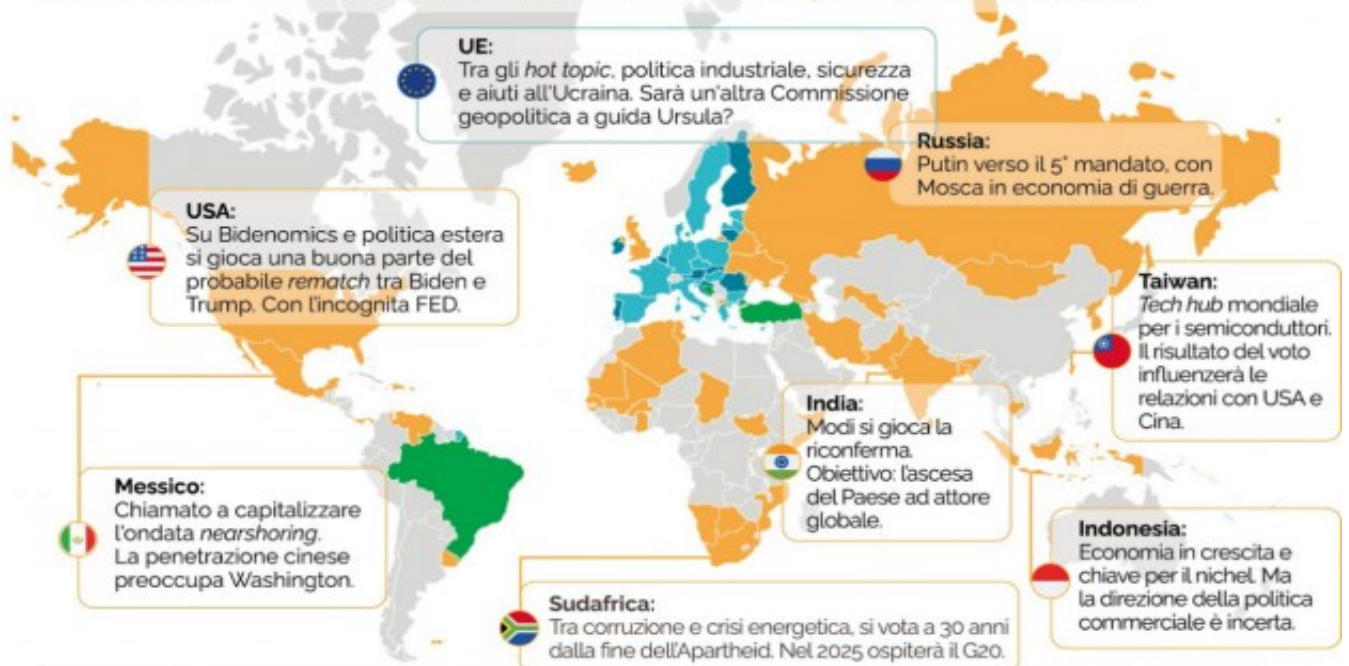 UE:
Tra gli hot topic, politica industriale, sicurezza
e aiuti all'Ucraina. Sarà un'altra Commissione
geopolitica a guida Ursula?
Russia:
Putin verso il 5° mandato, con
Mosca in economia di guerra.
USA:
Su Bidenomics e politica estera
si gioca una buona parte del
probabile rematch tra Biden e
Trump. Con l'incognita FED.
Taiwan:
Tech hub mondiale
per i semiconduttori.
Il risultato del voto
influenzerà le
relazioni con USA e
Cina.
India:
Modi si gioca la
riconferma.
Obiettivo: l'ascesa
del Paese ad attore
globale.
Messico:
Chiamato a capitalizzare
l'ondata nearshoring.
La penetrazione cinese
preoccupa Washington.
Indonesia:
Economia in crescita e
chiave per il nichel. Ma
la direzione della politica
commerciale è incerta.
Sudafrica:
Tra corruzione e crisi energetica, si vota a 30 anni
dalla fine dell'Apartheid. Nel 2025 ospiterà il G20.